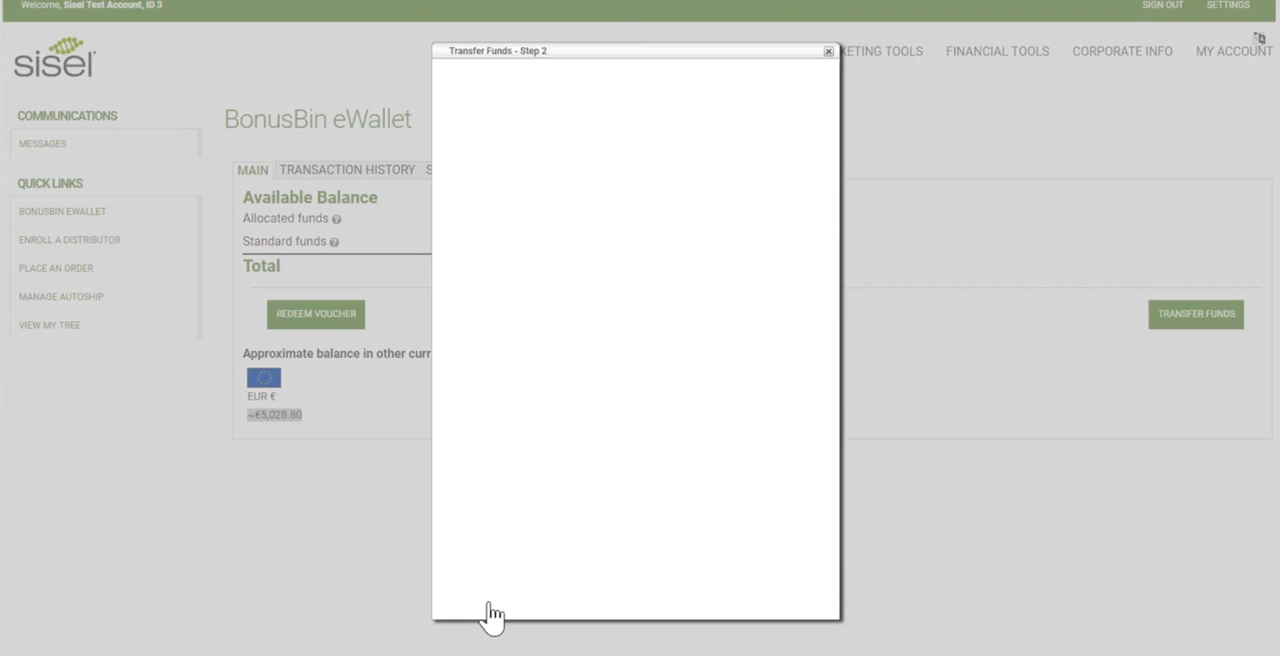 Welcome, Sisel Test Account, ID 3
SIGN OUT
SETTINGS
sisel
KETING TOOLS
FINANCIAL TOOLS
CORPORATE INFO
MY ACCOUNT
Transfer Funds - Step 2
COMMUNICATIONS
MESSAGES
QUICK LINKS
BONUSBIN EWALLET
ENROLL A DISTRIBUTOR
PLACE AN ORDER
MANAGE AUTOSHIP
VIEW MY TREE
BonusBin eWallet
MAIN
TRANSACTION HISTORY
S
Available Balance
Allocated funds
Standard funds
Total
REDEEM VOUCHER
TRANSFER FUNDS
Approximate balance in other curr
EUR €
~€5,028.80